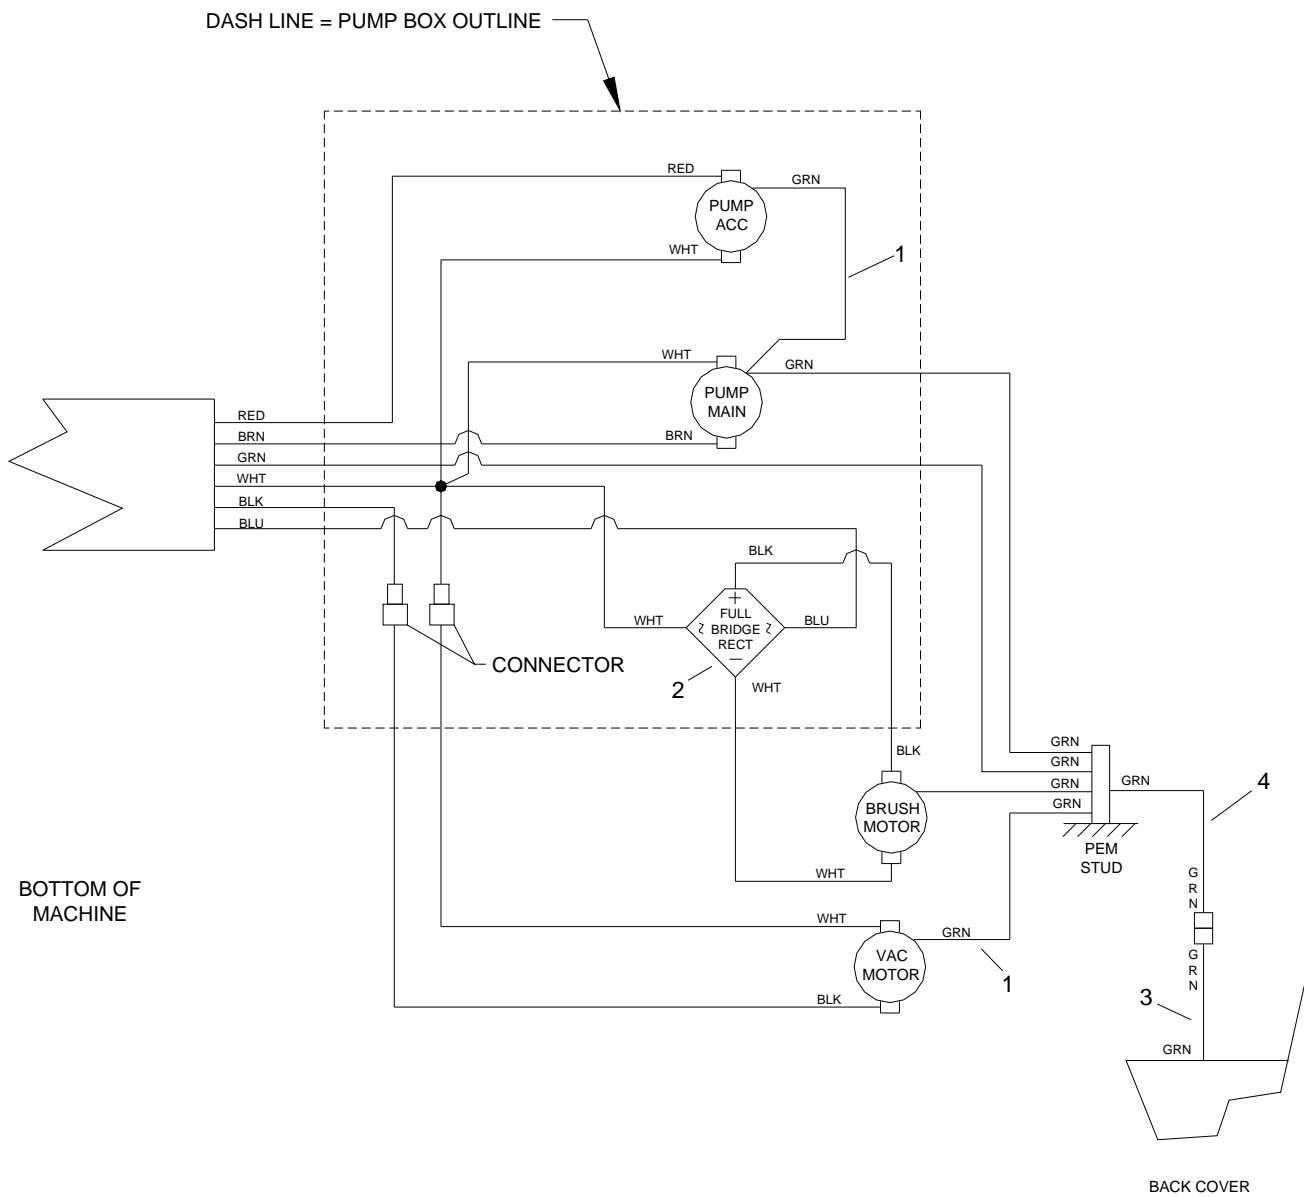 DASH LINE = PUMP BOX OUTLINE
RED
GRN
PUMP
ACC
WHT
1
WHT
GRN
PUMP
MAIN
RED
BRN
BRN
GRN
WHT
BLK
BLU
BLK
+
FULL
WHT
~ BRIDGE ~
BLU
RECT
−
CONNECTOR
2
WHT
GRN
BLK
GRN
GRN
GRN
4
GRN
BRUSH
MOTOR
PEM
STUD
WHT
GRN
BOTTOM OF
MACHINE
WHT
GRN
VAC
MOTOR
GRN
1
BLK
3
GRN
BACK COVER